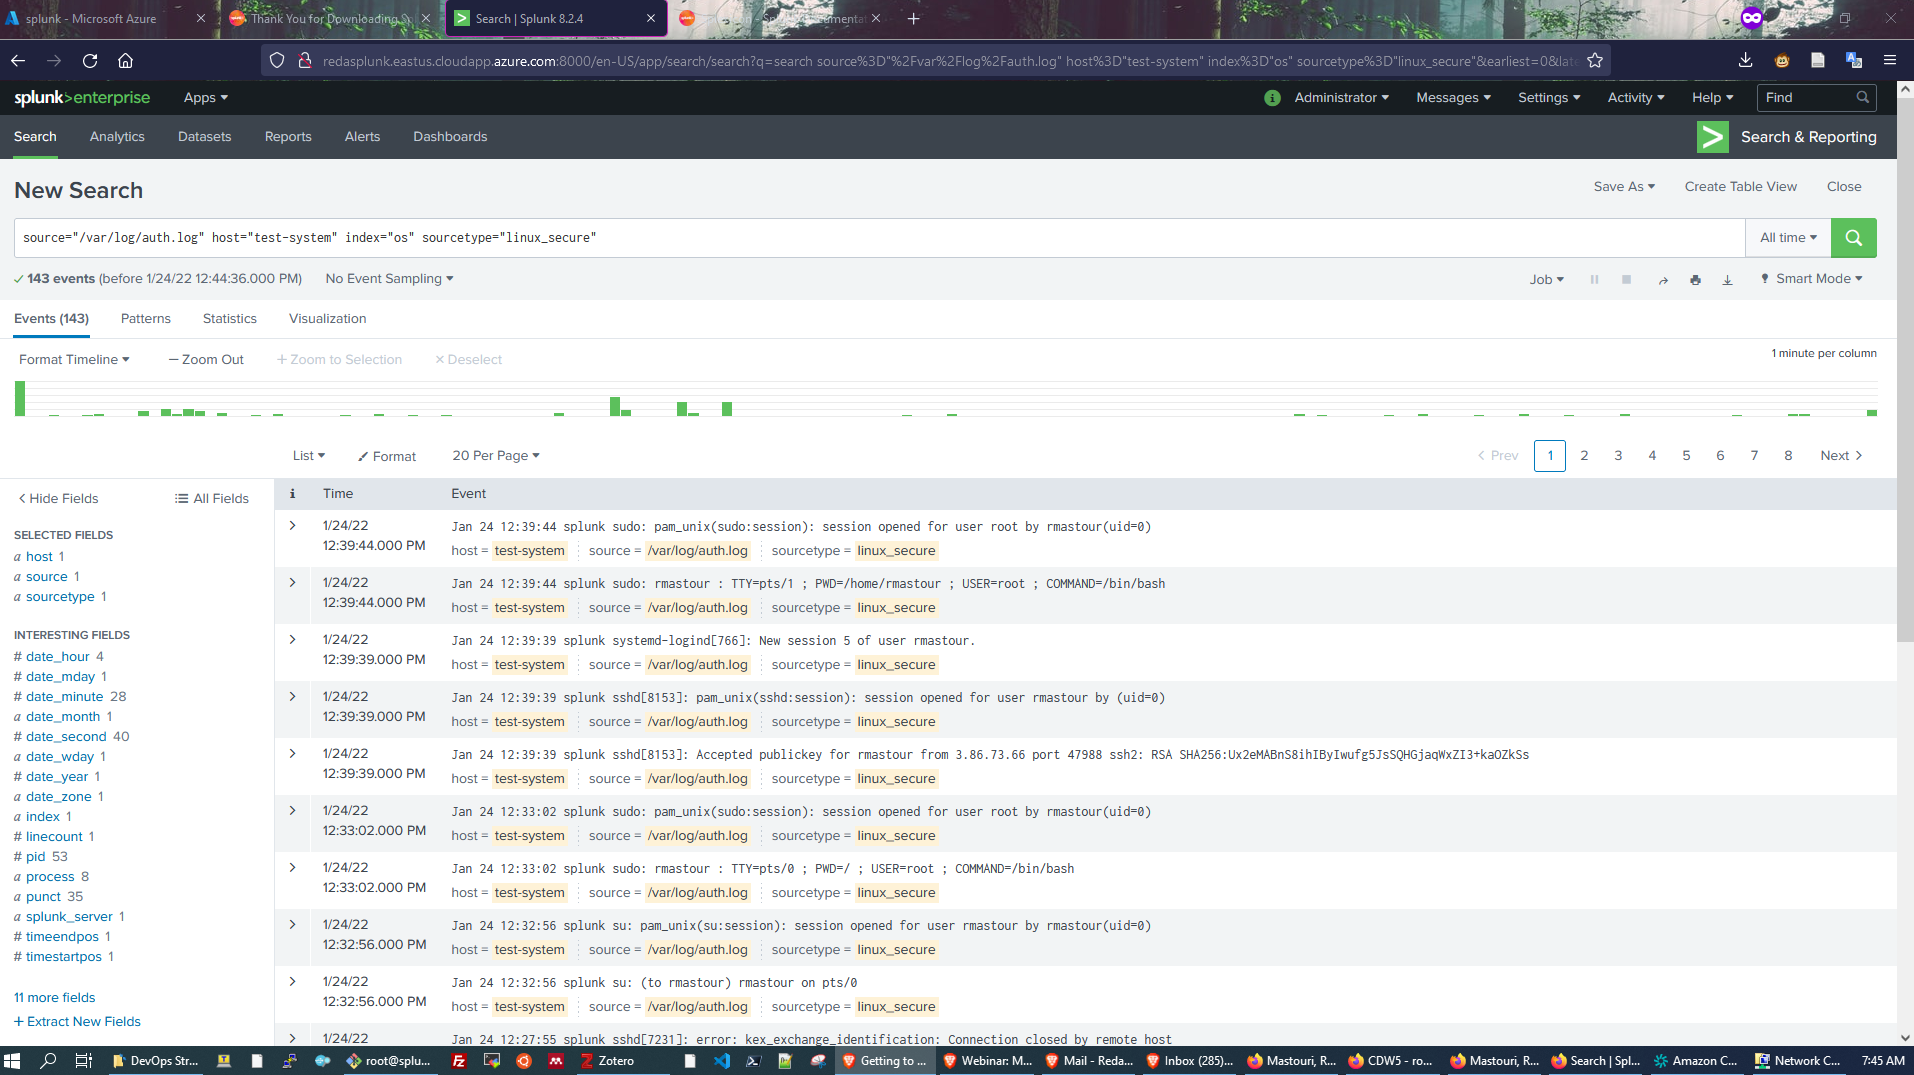 splunk - Microsoft Azure
Thank You for Downloading Sp
Search | Splunk 8.2.4
redasplunk.eastus.cloudapp.azure.com:8000/en-US/app/search/search?q=search source%3D"%2Fvar%2Flog%2Fauth.log" host%3D"test-system" index%3D"os" sourcetype%3D"linux_secure"&earliest=0&late
splunk>enterprise Apps
Administrator Messages Settings Activity Help Find
Search Analytics Datasets Reports Alerts Dashboards
> Search & Reporting
New Search
Save As Create Table View Close
source="/var/log/auth.log" host="test-system" index="os" sourcetype="linux_secure"
All time
143 events (before 1/24/22 12:44:36.000 PM) No Event Sampling
Job Smart Mode
Events (143) Patterns Statistics Visualization
Format Timeline — Zoom Out + Zoom to Selection × Deselect
1 minute per column
List Format 20 Per Page
< Prev 1 2 3 4 5 6 7 8 Next >
< Hide Fields All Fields
SELECTED FIELDS
a host 1
a source 1
a sourcetype 1
INTERESTING FIELDS
# date_hour 4
# date_mday 1
# date_minute 28
a date_month 1
# date_second 40
a date_wday 1
# date_year 1
a date_zone 1
a index 1
# linecount 1
# pid 53
a process 8
a punct 35
a splunk_server 1
# timeendpos 1
# timestartpos 1
11 more fields
+ Extract New Fields
i Time Event
1/24/22
12:39:44.000 PM
Jan 24 12:39:44 splunk sudo: pam_unix(sudo:session): session opened for user root by rmastour(uid=0)
host = test-system source = /var/log/auth.log sourcetype = linux_secure
1/24/22
12:39:44.000 PM
Jan 24 12:39:44 splunk sudo: rmastour : TTY=pts/1 ; PWD=/home/rmastour ; USER=root ; COMMAND=/bin/bash
host = test-system source = /var/log/auth.log sourcetype = linux_secure
1/24/22
12:39:39.000 PM
Jan 24 12:39:39 splunk systemd-logind[766]: New session 5 of user rmastour.
host = test-system source = /var/log/auth.log sourcetype = linux_secure
1/24/22
12:39:39.000 PM
Jan 24 12:39:39 splunk sshd[8153]: pam_unix(sshd:session): session opened for user rmastour by (uid=0)
host = test-system source = /var/log/auth.log sourcetype = linux_secure
1/24/22
12:39:39.000 PM
Jan 24 12:39:39 splunk sshd[8153]: Accepted publickey for rmastour from 3.86.73.66 port 47988 ssh2: RSA SHA256:Ux2eMABnS8ihIByIwufg5JsSQHGjaqWxZI3+kaOZkSs
host = test-system source = /var/log/auth.log sourcetype = linux_secure
1/24/22
12:33:02.000 PM
Jan 24 12:33:02 splunk sudo: pam_unix(sudo:session): session opened for user root by rmastour(uid=0)
host = test-system source = /var/log/auth.log sourcetype = linux_secure
1/24/22
12:33:02.000 PM
Jan 24 12:33:02 splunk sudo: rmastour : TTY=pts/0 ; PWD=/ ; USER=root ; COMMAND=/bin/bash
host = test-system source = /var/log/auth.log sourcetype = linux_secure
1/24/22
12:32:56.000 PM
Jan 24 12:32:56 splunk su: pam_unix(su:session): session opened for user rmastour by rmastour(uid=0)
host = test-system source = /var/log/auth.log sourcetype = linux_secure
1/24/22
12:32:56.000 PM
Jan 24 12:32:56 splunk su: (to rmastour) rmastour on pts/0
host = test-system source = /var/log/auth.log sourcetype = linux_secure
1/24/22
Jan 24 12:27:55 splunk sshd[7231]: error: kex_exchange_identification: Connection closed by remote host
DevOps Str... root@splu... Zotero Getting to ... Webinar: M... Mail - Reda... Inbox (285)... Mastouri, R... CDW5 - ro... Mastouri, R... Search | Spl... Amazon C... Network C... 7:45 AM